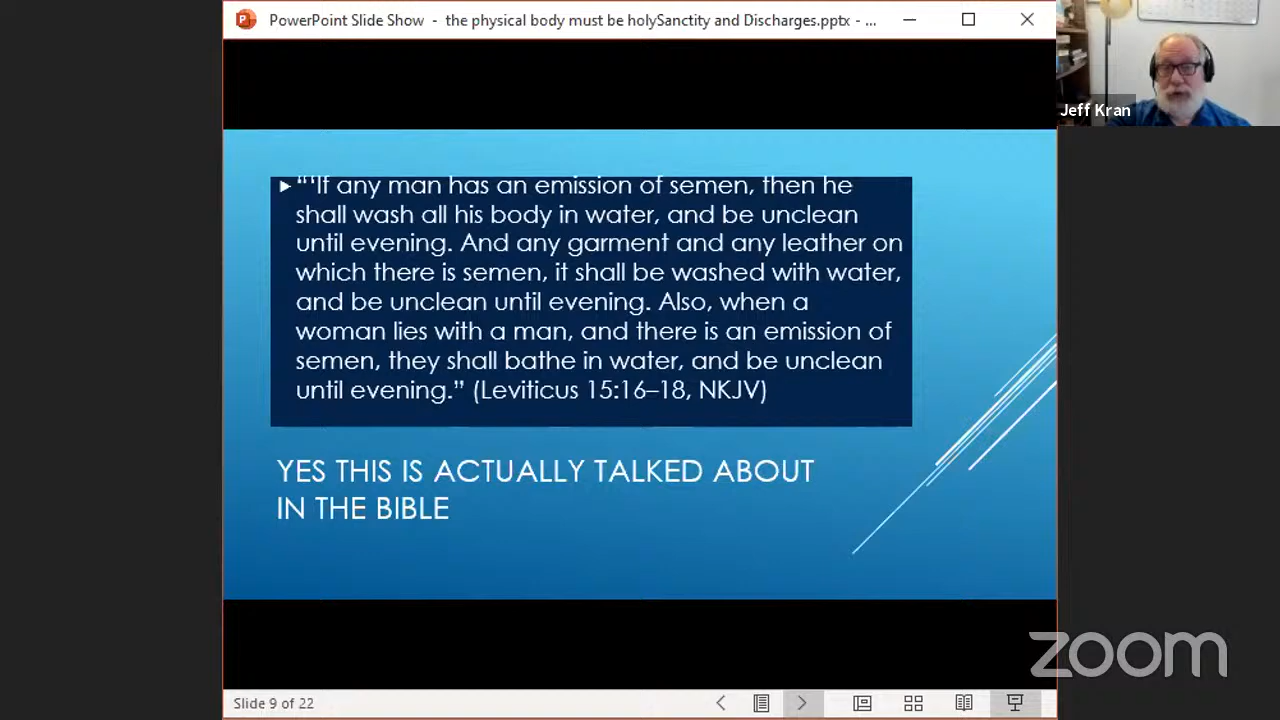 PowerPoint Slide Show - the physical body must be holySanctity and Discharges.pptx - ...
Jeff Kran
"'If any man has an emission of semen, then he
shall wash all his body in water, and be unclean
until evening. And any garment and any leather on
which there is semen, it shall be washed with water,
and be unclean until evening. Also, when a
woman lies with a man, and there is an emission of
semen, they shall bathe in water, and be unclean
until evening." (Leviticus 15:16–18, NKJV)
YES THIS IS ACTUALLY TALKED ABOUT
IN THE BIBLE
zoom
Slide 9 of 22